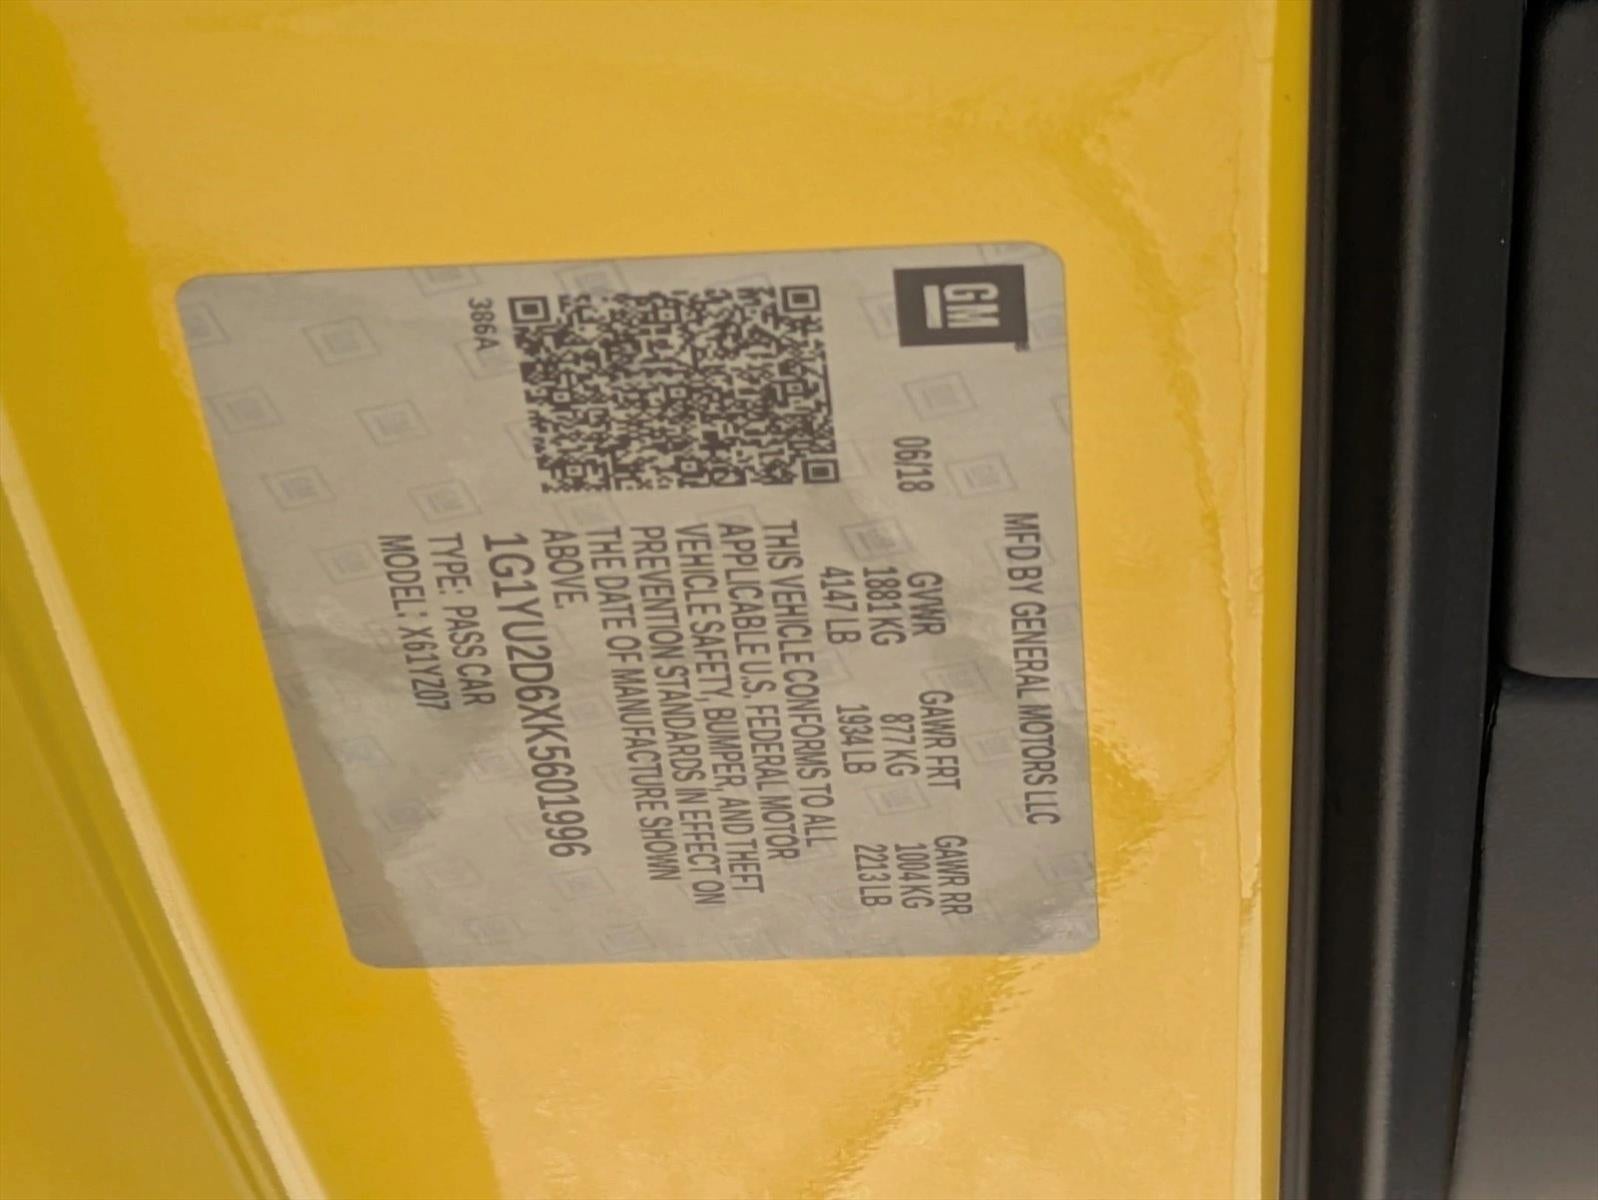 GM
MFD BY GENERAL MOTORS LLC
06/18
GVWR GAWR FRT GAWR RR
1881 KG 877 KG 1004 KG
4147 LB 1934 LB 2213 LB
THIS VEHICLE CONFORMS TO ALL
APPLICABLE U.S. FEDERAL MOTOR
VEHICLE SAFETY, BUMPER, AND THEFT
PREVENTION STANDARDS IN EFFECT ON
THE DATE OF MANUFACTURE SHOWN
ABOVE.
1G1YU2D6XK5601996
TYPE: PASS CAR
MODEL: X61YZ07
386A